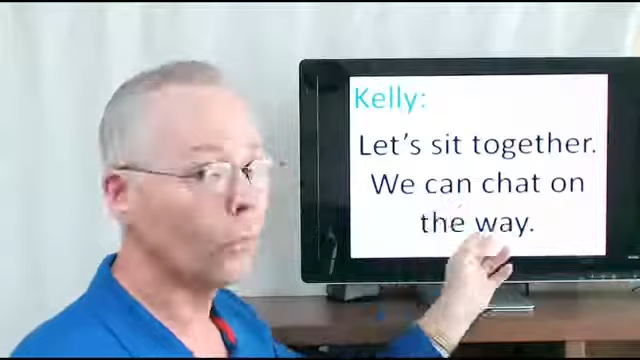 Kelly:
Let's sit together.
We can chat on
the way.